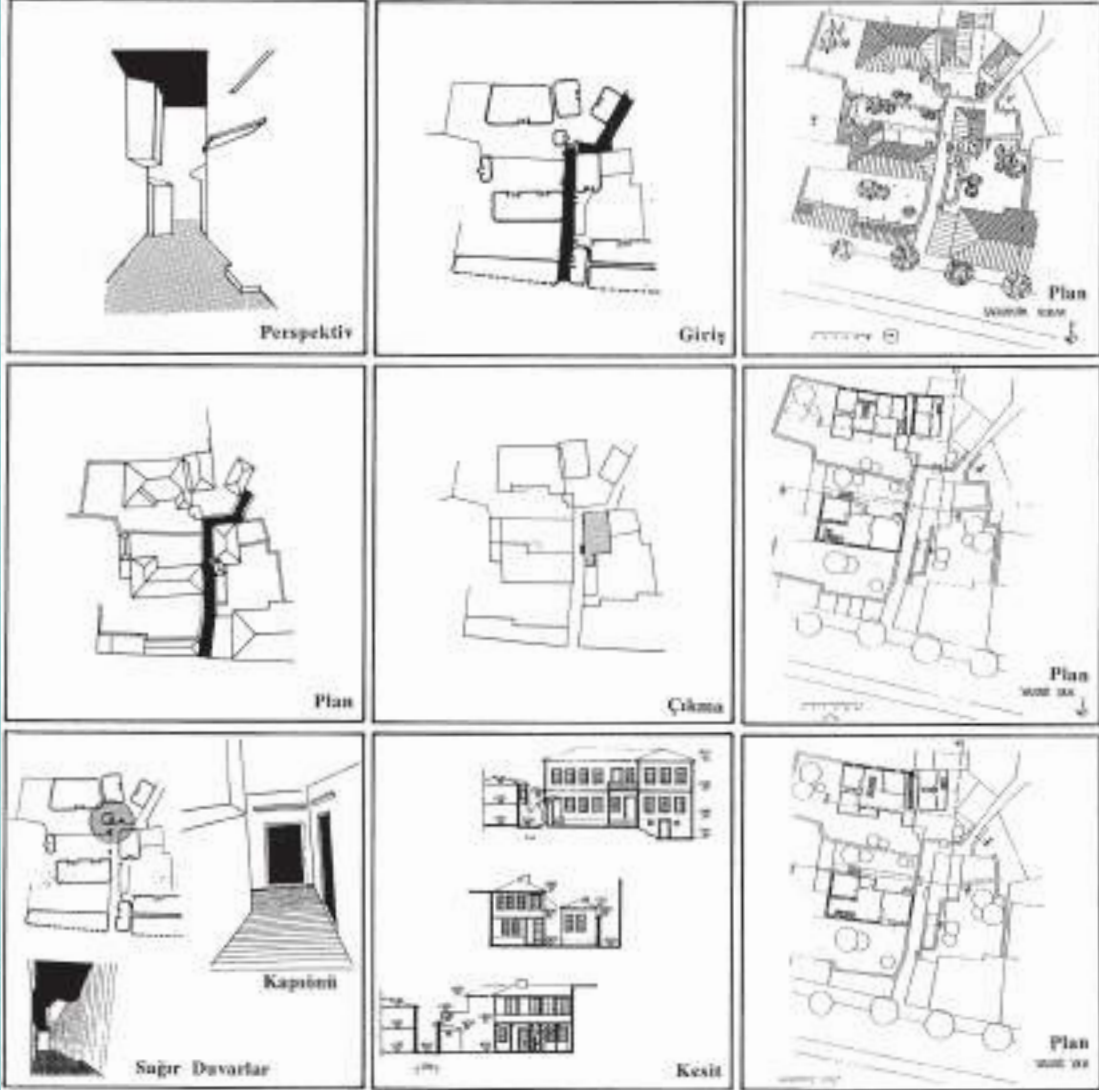 Perspektiv
Giriş
Plan
Plan
Çıkma
Plan
Kapıönü
Sağır Duvarlar
Kesit
Plan